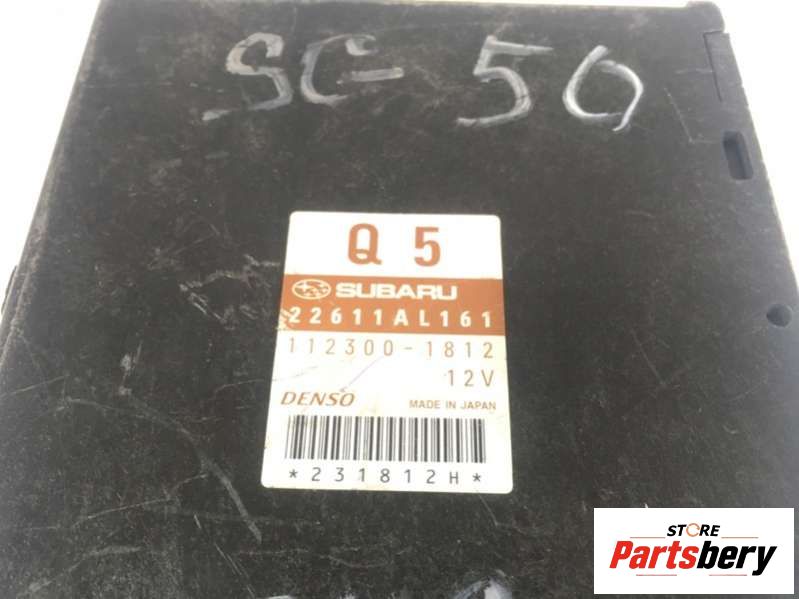 SC-50
Q 5
SUBARU
22611AL161
112300-1812
12V
DENSO MADE IN JAPAN
*231812H*
STORE
Partsbery